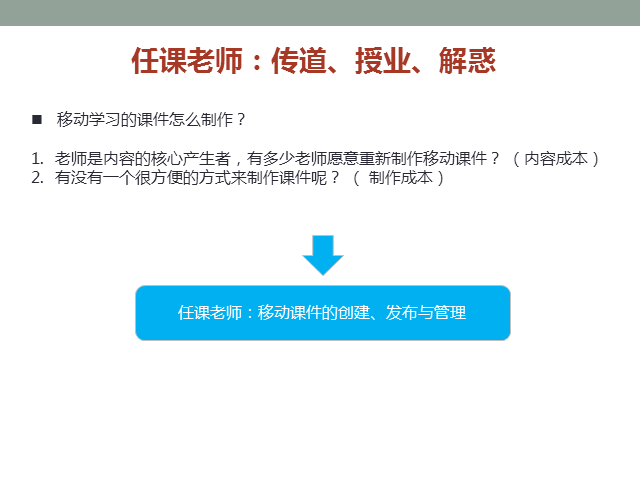 任课老师：传道、授业、解惑
■ 移动学习的课件怎么制作？
1. 老师是内容的核心产生者，有多少老师愿意重新制作移动课件？（内容成本）
2. 有没有一个很方便的方式来制作课件呢？（ 制作成本）
任课老师：移动课件的创建、发布与管理